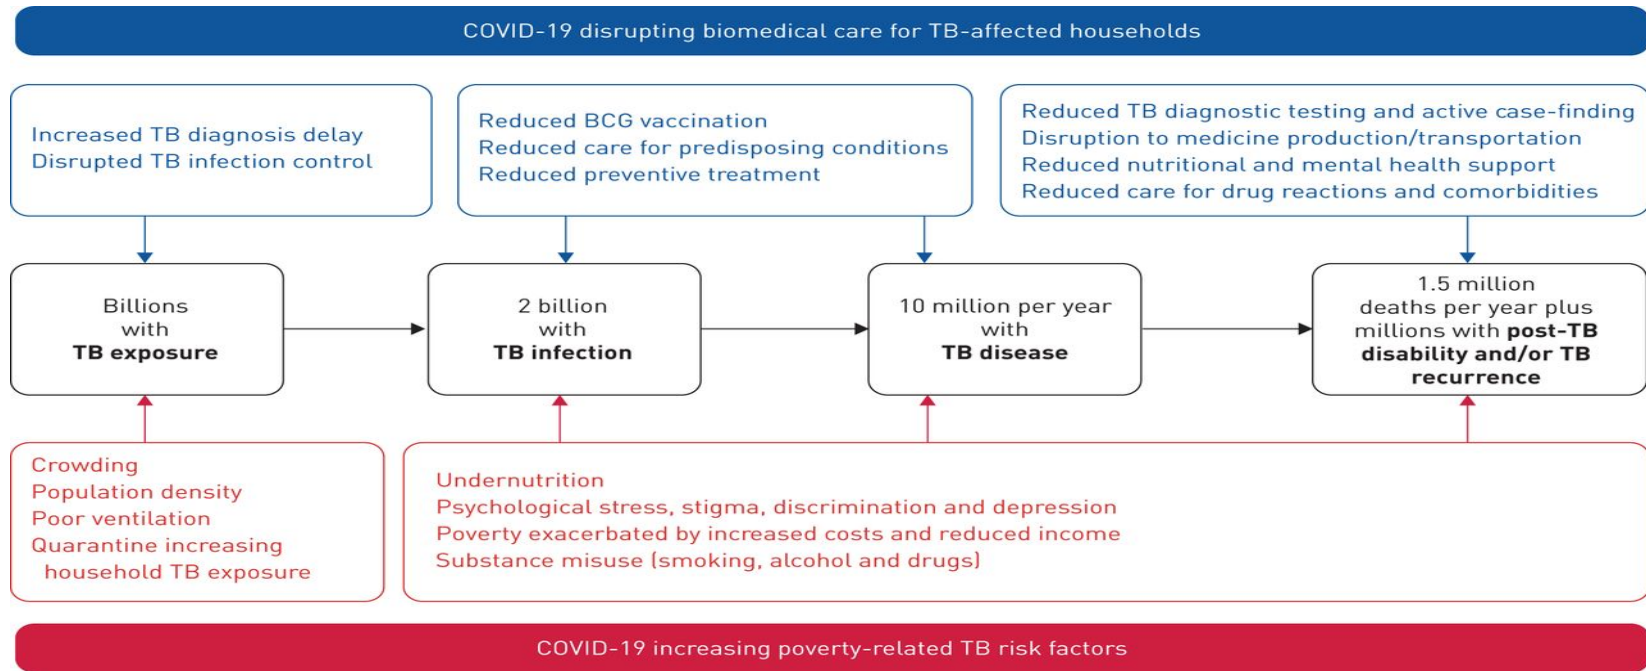 COVID-19 disrupting biomedical care for TB-affected households
Increased TB diagnosis delay
Disrupted TB infection control
Reduced BCG vaccination
Reduced care for predisposing conditions
Reduced preventive treatment
Reduced TB diagnostic testing and active case-finding
Disruption to medicine production/transportation
Reduced nutritional and mental health support
Reduced care for drug reactions and comorbidities
Billions
with
TB exposure
2 billion
with
TB infection
10 million per year
with
TB disease
1.5 million
deaths per year plus
millions with post-TB
disability and/or TB
recurrence
Crowding
Population density
Poor ventilation
Quarantine increasing
household TB exposure
Undernutrition
Psychological stress, stigma, discrimination and depression
Poverty exacerbated by increased costs and reduced income
Substance misuse (smoking, alcohol and drugs)
COVID-19 increasing poverty-related TB risk factors